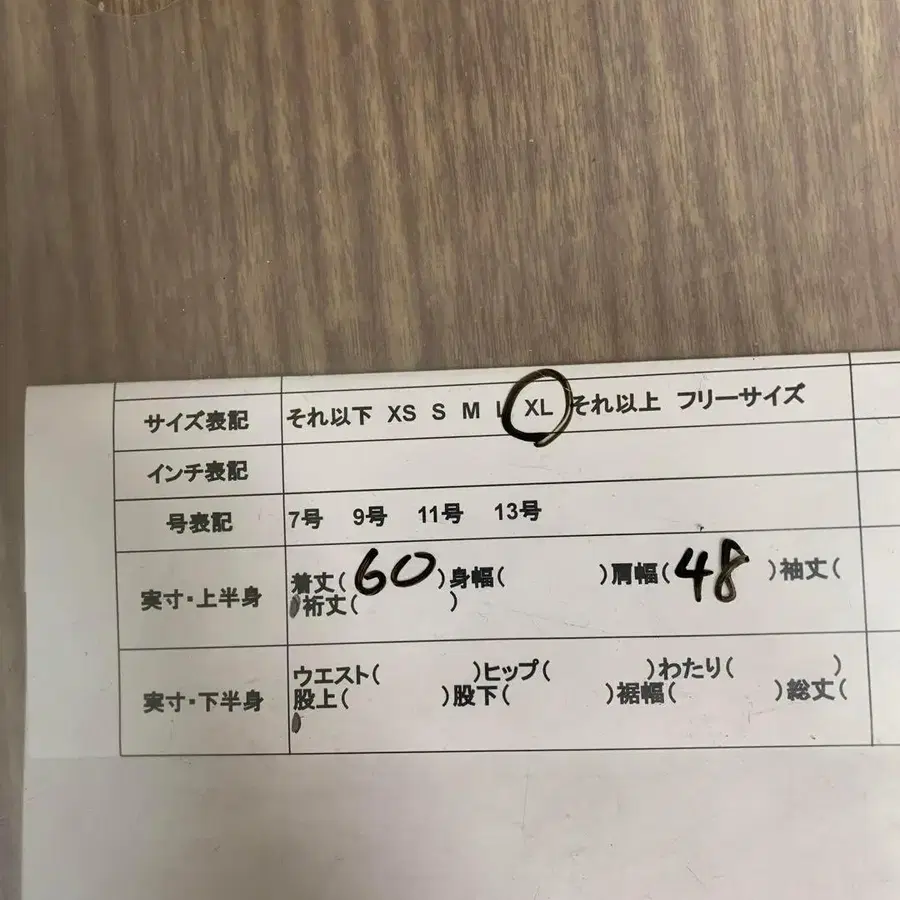 サイズ表記 それ以下 XS S M L XL それ以上 フリーサイズ
インチ表記
号表記 7号 9号 11号 13号
実寸・上半身 着丈(60)身幅( )肩幅(48)袖丈(
)裄丈( )
実寸・下半身 ウエスト( )ヒップ( )わたり( )
股上( )股下( )裾幅( )総丈(
)